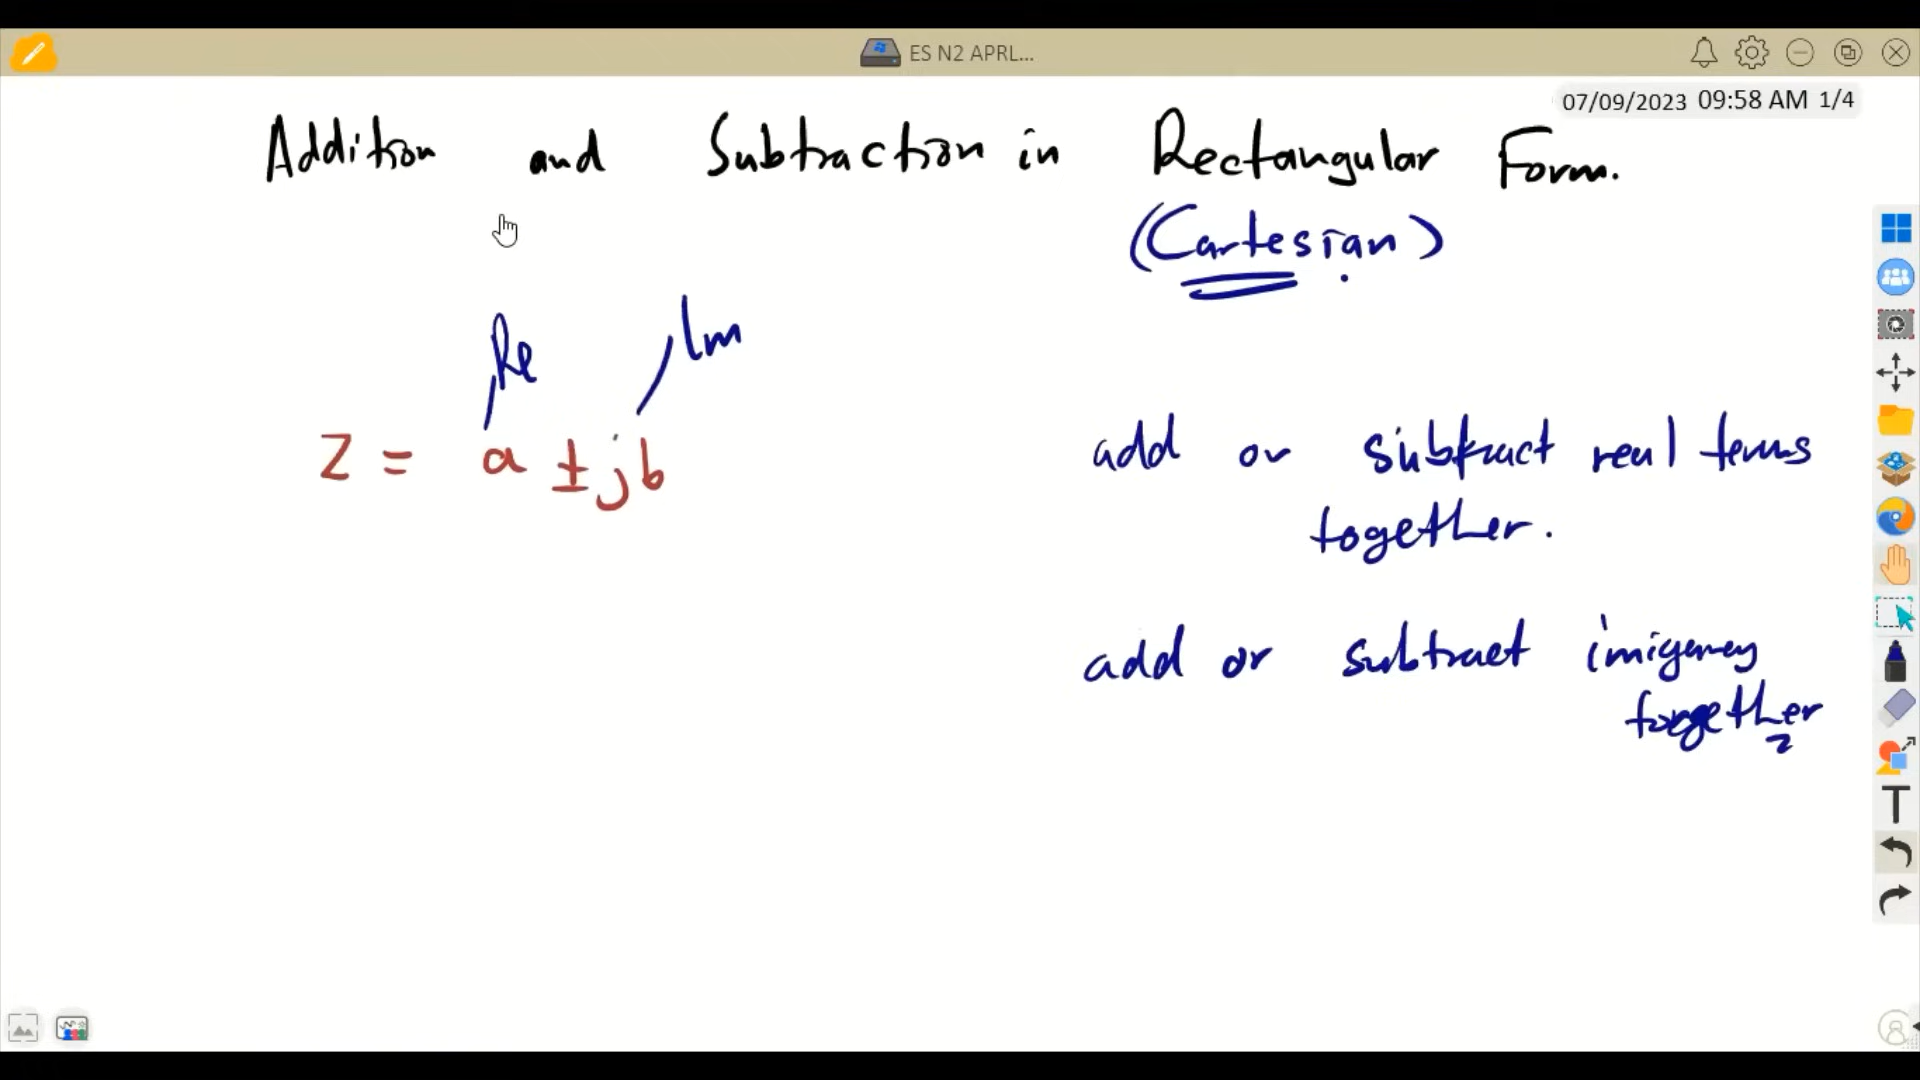 ES N2 APRL...
07/09/2023 09:58 AM 1/4
Addition and Subtraction in Rectangular Form.
(Cartesian)
Re Im
Z = a ± jb
add or subtract real terms
together.
add or subtract imigenary
together
T